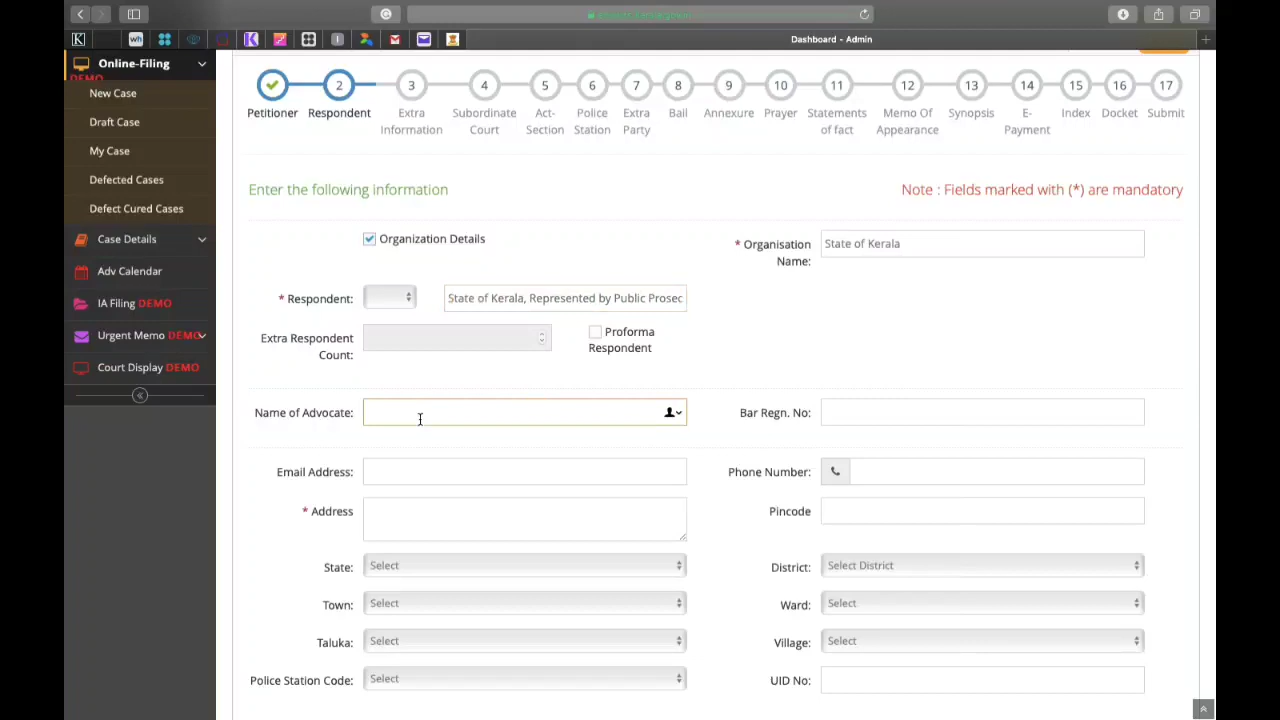 Dashboard - Admin
Online-Filing
DEMO
New Case
Draft Case
My Case
Defected Cases
Defect Cured Cases
Case Details
Adv Calendar
IA Filing DEMO
Urgent Memo DEMO
Court Display DEMO
2 3 4 5 6 7 8 9 10 11 12 13 14 15 16 17
Petitioner
Respondent
Extra
Information
Subordinate
Court
Act-
Section
Police
Station
Extra
Party
Bail
Annexure
Prayer
Statements
of fact
Memo Of
Appearance
Synopsis
E-
Payment
Index
Docket
Submit
Enter the following information
Note : Fields marked with (*) are mandatory
Organization Details
* Organisation
Name:
State of Kerala
* Respondent:
State of Kerala, Represented by Public Prosec
Extra Respondent
Count:
Proforma
Respondent
Name of Advocate:
Bar Regn. No:
Email Address:
Phone Number:
* Address
Pincode
State: Select
District: Select District
Town: Select
Ward: Select
Taluka: Select
Village: Select
Police Station Code: Select
UID No: